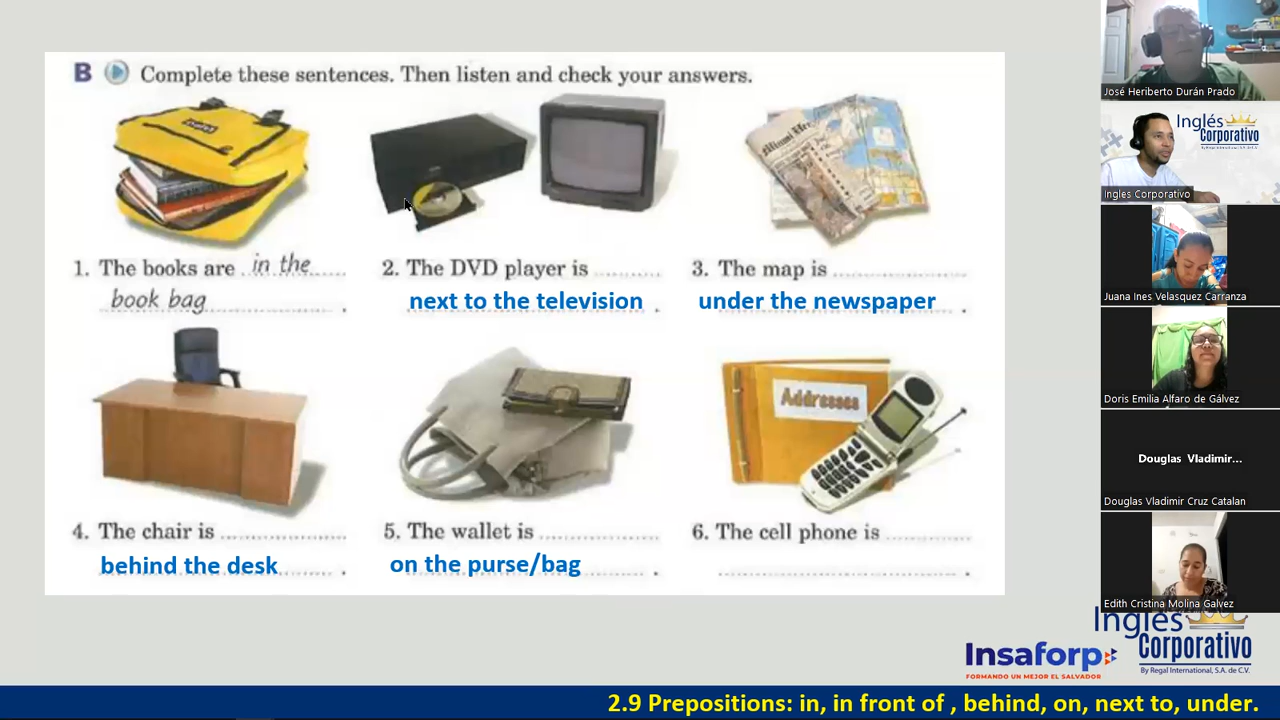 B Complete these sentences. Then listen and check your answers.
1. The books are in the
book bag.
2. The DVD player is
next to the television.
3. The map is
under the newspaper.
Addresses
4. The chair is
behind the desk.
5. The wallet is
on the purse/bag.
6. The cell phone is
José Heriberto Durán Prado
Inglés
Corporativo
Ingles Corporativo
Juana Ines Velasquez Carranza
Doris Emilia Alfaro de Gálvez
Douglas Vladimir...
Douglas Vladimir Cruz Catalan
Edith Cristina Molina Galvez
Inglés
Corporativo
By Regal International, S.A. de C.V.
Insaforp
FORMANDO UN MEJOR EL SALVADOR
2.9 Prepositions: in, in front of , behind, on, next to, under.